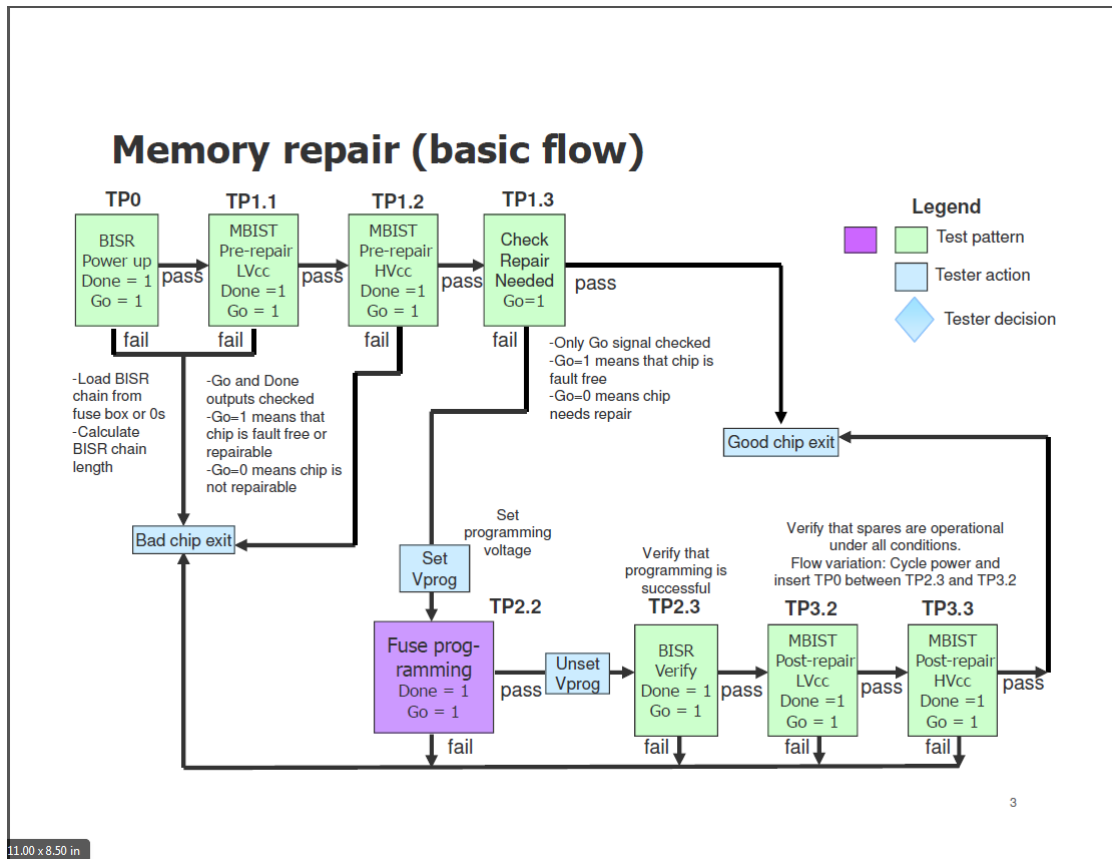 Memory repair (basic flow)
TP0
TP1.1
TP1.2
TP1.3
BISR
Power up
Done = 1
Go = 1
pass
MBIST
Pre-repair
LVcc
Done =1
Go = 1
pass
MBIST
Pre-repair
HVcc
Done =1
Go = 1
pass
Check
Repair
Needed
Go=1
pass
fail
fail
fail
fail
Legend
Test pattern
Tester action
Tester decision
-Load BISR
chain from
fuse box or 0s
-Calculate
BISR chain
length
-Go and Done
outputs checked
-Go=1 means that
chip is fault free or
repairable
-Go=0 means chip is
not repairable
-Only Go signal checked
-Go=1 means that chip is
fault free
-Go=0 means chip
needs repair
Good chip exit
Bad chip exit
Set
programming
voltage
Set
Vprog
Verify that
programming is
successful
Verify that spares are operational
under all conditions.
Flow variation: Cycle power and
insert TP0 between TP2.3 and TP3.2
TP2.2
TP2.3
TP3.2
TP3.3
Fuse prog-
ramming
Done = 1
Go = 1
pass
Unset
Vprog
BISR
Verify
Done = 1
Go = 1
pass
MBIST
Post-repair
LVcc
Done =1
Go = 1
pass
MBIST
Post-repair
HVcc
Done =1
Go = 1
pass
fail
fail
fail
fail
3
11.00 x 8.50 in